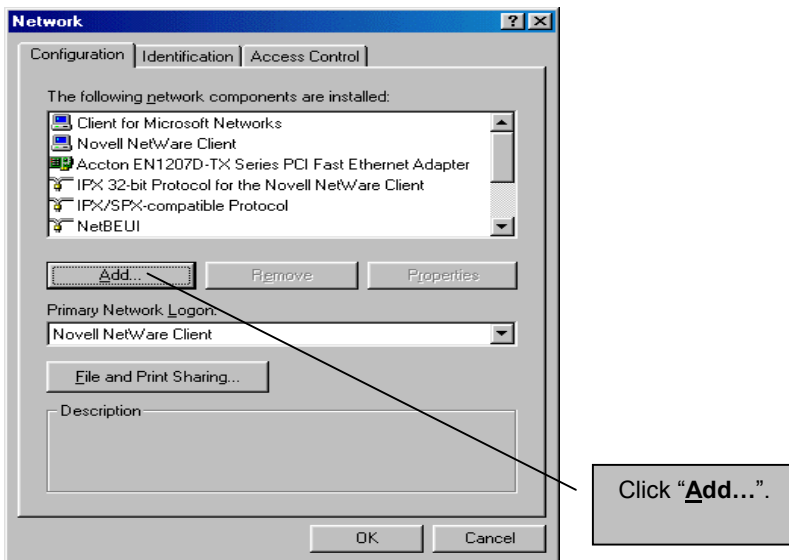 Network
Configuration Identification Access Control
The following network components are installed:
Client for Microsoft Networks
Novell NetWare Client
Accton EN1207D-TX Series PCI Fast Ethernet Adapter
IPX 32-bit Protocol for the Novell NetWare Client
IPX/SPX-compatible Protocol
NetBEUI
Add... Remove Properties
Primary Network Logon:
Novell NetWare Client
File and Print Sharing...
Description
Click “Add…”.
OK Cancel